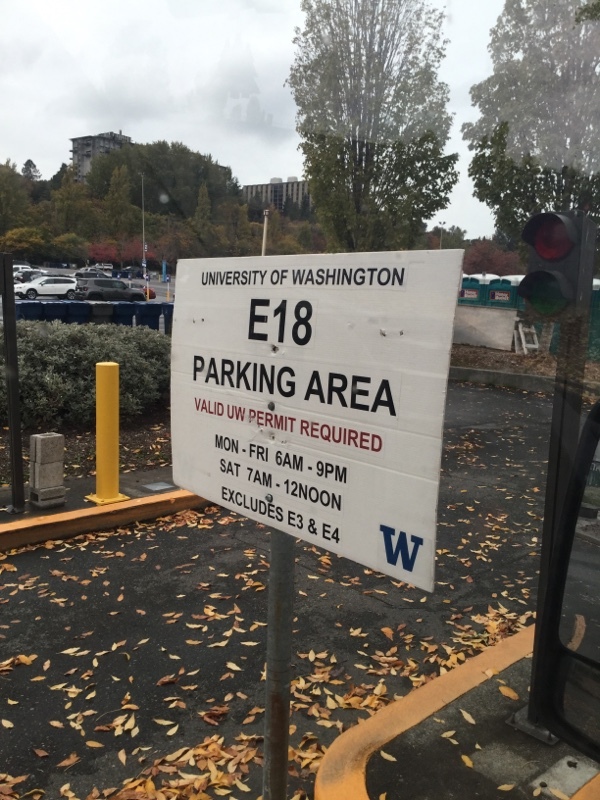 UNIVERSITY OF WASHINGTON
E18
PARKING AREA
VALID UW PERMIT REQUIRED
MON - FRI 6AM - 9PM
SAT 7AM - 12NOON
EXCLUDES E3 & E4
W